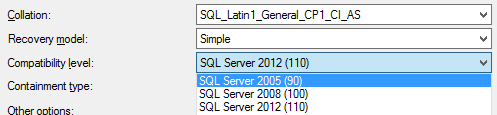 Collation: SQL_Latin1_General_CP1_CI_AS
Recovery model: Simple
Compatibility level: SQL Server 2012 (110)
Containment type: SQL Server 2005 (90)
SQL Server 2008 (100)
Other options: SQL Server 2012 (110)